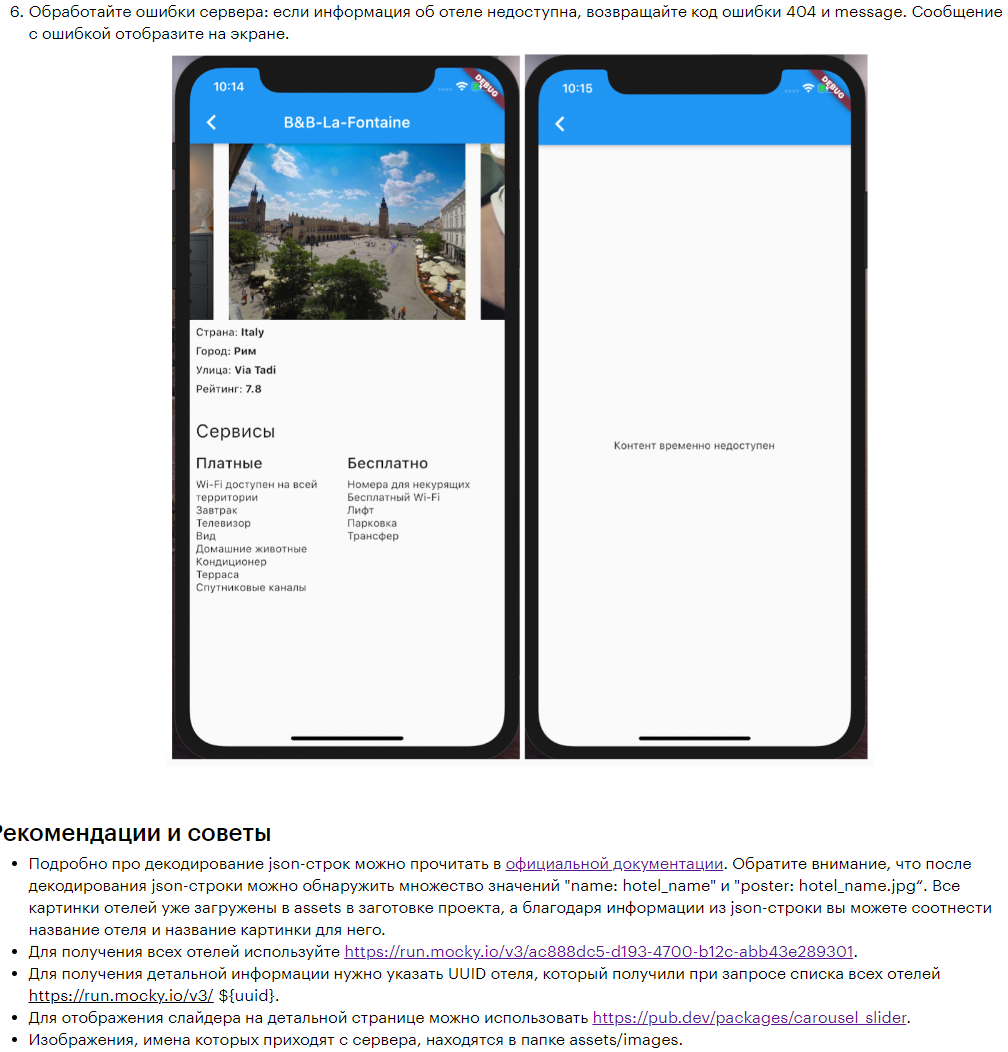 6. Обработайте ошибки сервера: если информация об отеле недоступна, возвращайте код ошибки 404 и message. Сообщение
с ошибкой отобразите на экране.
10:14
DEBUG
B&B-La-Fontaine
Страна: Italy
Город: Рим
Улица: Via Tadi
Рейтинг: 7.8
Сервисы
Платные
Wi-Fi доступен на всей
территории
Завтрак
Телевизор
Вид
Домашние животные
Кондиционер
Терраса
Спутниковые каналы
Бесплатно
Номера для некурящих
Бесплатный Wi-Fi
Лифт
Парковка
Трансфер
10:15
DEBUG
Контент временно недоступен
Рекомендации и советы
• Подробно про декодирование json-строк можно прочитать в официальной документации. Обратите внимание, что после
декодирования json-строки можно обнаружить множество значений "name: hotel_name" и "poster: hotel_name.jpg“. Все
картинки отелей уже загружены в assets в заготовке проекта, а благодаря информации из json-строки вы можете соотнести
название отеля и название картинки для него.
• Для получения всех отелей используйте https://run.mocky.io/v3/ac888dc5-d193-4700-b12c-abb43e289301.
• Для получения детальной информации нужно указать UUID отеля, который получили при запросе списка всех отелей
https://run.mocky.io/v3/ ${uuid}.
• Для отображения слайдера на детальной странице можно использовать https://pub.dev/packages/carousel_slider.
• Изображения, имена которых приходят с сервера, находятся в папке assets/images.